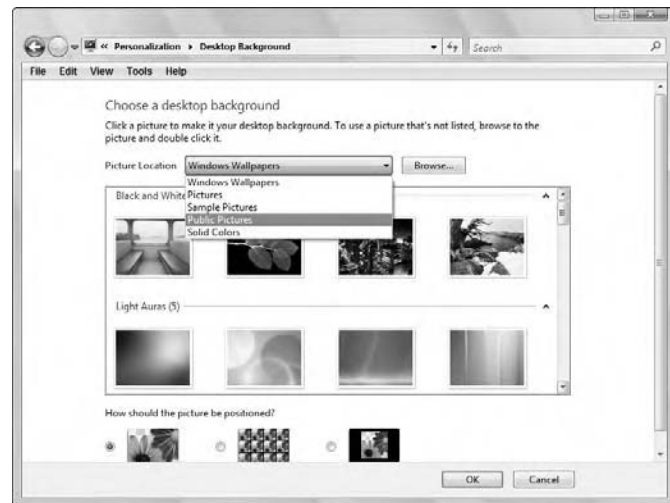 « Personalization ▸ Desktop Background
Search
File Edit View Tools Help
Choose a desktop background
Click a picture to make it your desktop background. To use a picture that's not listed, browse to the
picture and double click it.
Picture Location Windows Wallpapers Browse...
Windows Wallpapers
Black and White Pictures
Sample Pictures
Public Pictures
Solid Colors
Light Auras (5)
How should the picture be positioned?
OK Cancel